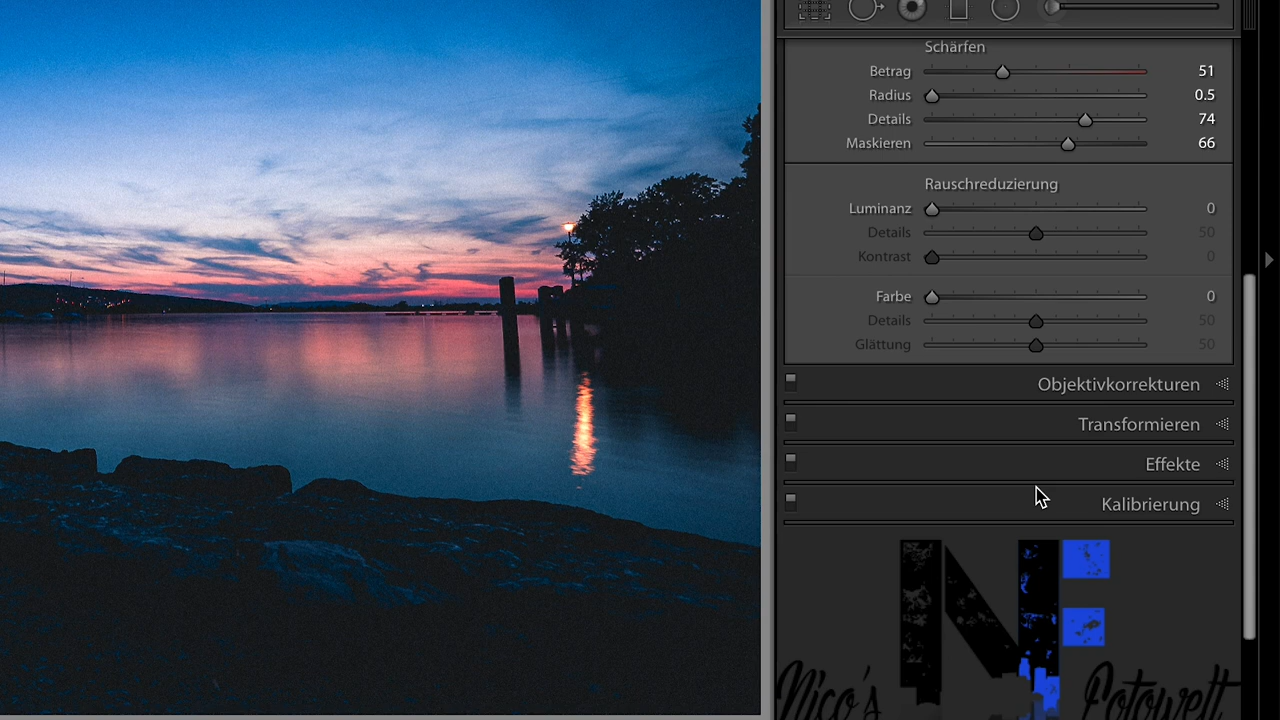 Schärfen
Betrag 51
Radius 0.5
Details 74
Maskieren 66
Rauschreduzierung
Luminanz 0
Details 50
Kontrast 0
Farbe 0
Details 50
Glättung 50
Objektivkorrekturen
Transformieren
Effekte
Kalibrierung
NF
Nico's Fotowelt